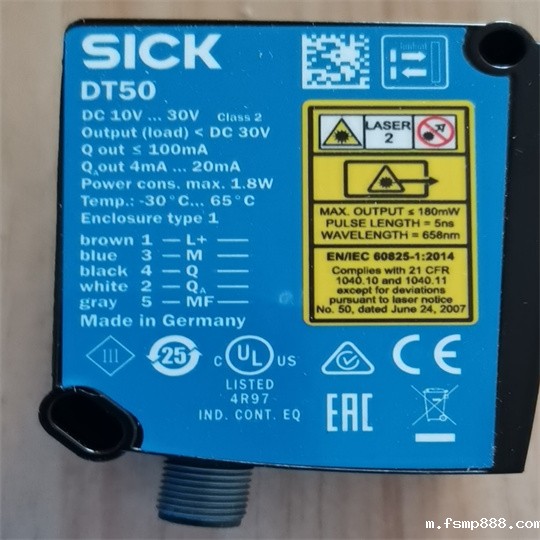 SICK
DT50
DC 10V ... 30V Class 2
Output (load) < DC 30V
Q out ≤ 100mA
QA out 4mA ... 20mA
Power cons. max. 1.8W
Temp.: -30°C... 65°C
Enclosure type 1
brown 1 — L+
blue 3 — M
black 4 — Q
white 2 — QA
gray 5 — MF
Made in Germany
LASER
2
MAX. OUTPUT ≤ 180mW
PULSE LENGTH = 5ns
WAVELENGTH = 658nm
EN/IEC 60825-1:2014
Complies with 21 CFR
1040.10 and 1040.11
except for deviations
pursuant to laser notice
No. 50, dated June 24, 2007
III
25
C UL US
LISTED
4R97
IND. CONT. EQ
CE
EAC
m.fsmp888.com